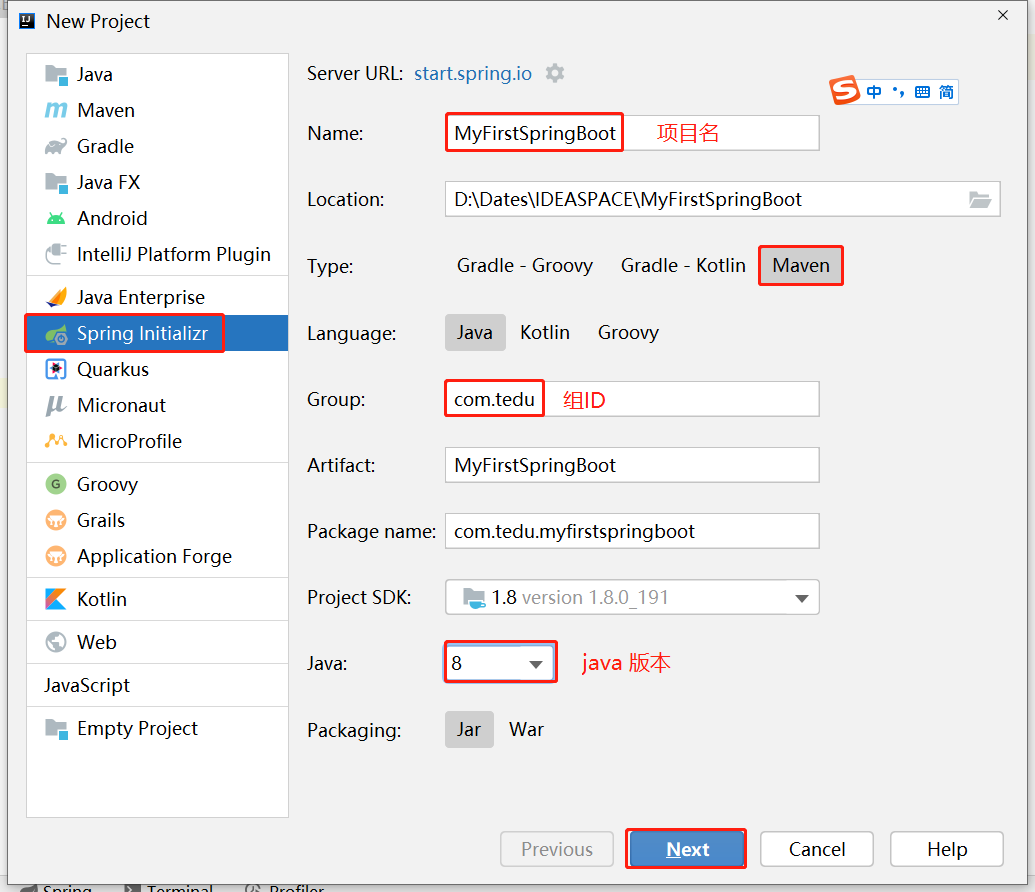 New Project
Java
Maven
Gradle
Java FX
Android
IntelliJ Platform Plugin
Java Enterprise
Spring Initializr
Quarkus
Micronaut
MicroProfile
Groovy
Grails
Application Forge
Kotlin
Web
JavaScript
Empty Project
Server URL: start.spring.io
中 •, 简
Name: MyFirstSpringBoot 项目名
Location: D:\Dates\IDEASPACE\MyFirstSpringBoot
Type: Gradle - Groovy Gradle - Kotlin Maven
Language: Java Kotlin Groovy
Group: com.tedu 组ID
Artifact: MyFirstSpringBoot
Package name: com.tedu.myfirstspringboot
Project SDK: 1.8 version 1.8.0_191
Java: 8 java 版本
Packaging: Jar War
Previous Next Cancel Help
Spring Terminal Profiler